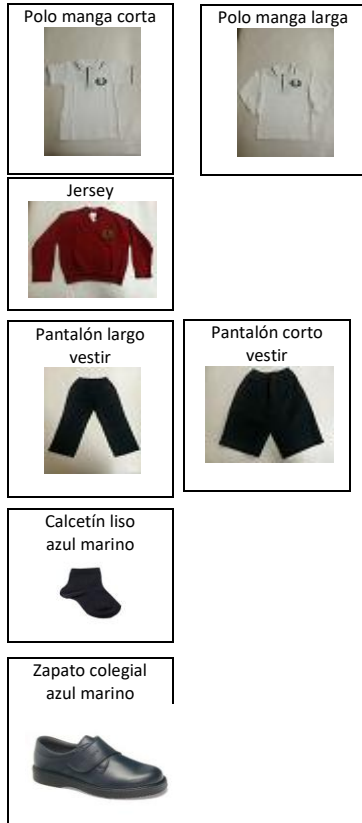 Polo manga corta
Polo manga larga
Jersey
Pantalón largo
vestir
Pantalón corto
vestir
Calcetín liso
azul marino
Zapato colegial
azul marino